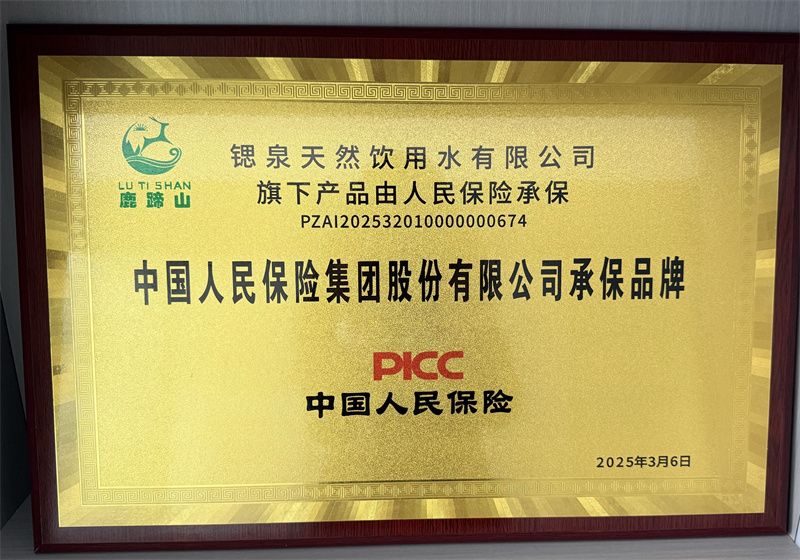 LU TI SHAN
鹿蹄山
锶泉天然饮用水有限公司
旗下产品由人民保险承保
PZAI202532010000000674
中国人民保险集团股份有限公司承保品牌
PICC
中国人民保险
2025年3月6日